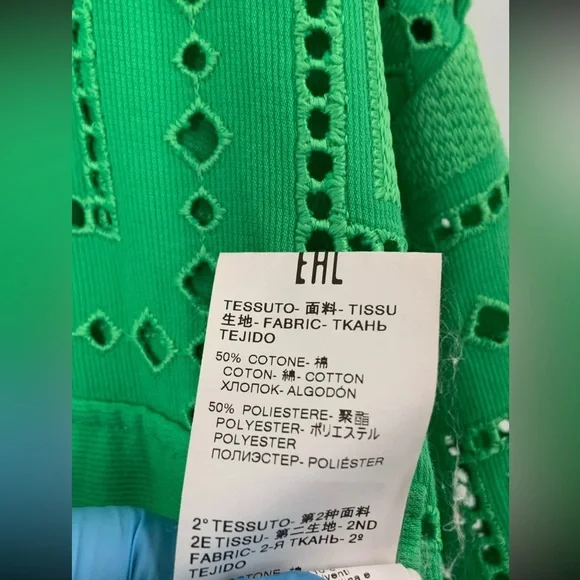 EAC
TESSUTO- 面料- TISSU
生地- FABRIC- ТКАНЬ
TEJIDO
50% COTONE- 棉
COTON- 綿- COTTON
ХЛОПОК- ALGODÓN
50% POLIESTERE- 聚酯
POLYESTER- ポリエステル
POLYESTER
ПОЛИЭСТЕР- POLIÉSTER
2° TESSUTO- 第2种面料
2E TISSU- 第二生地- 2ND
FABRIC- 2-Я ТКАНЬ- 2º
TEJIDO
COTONE